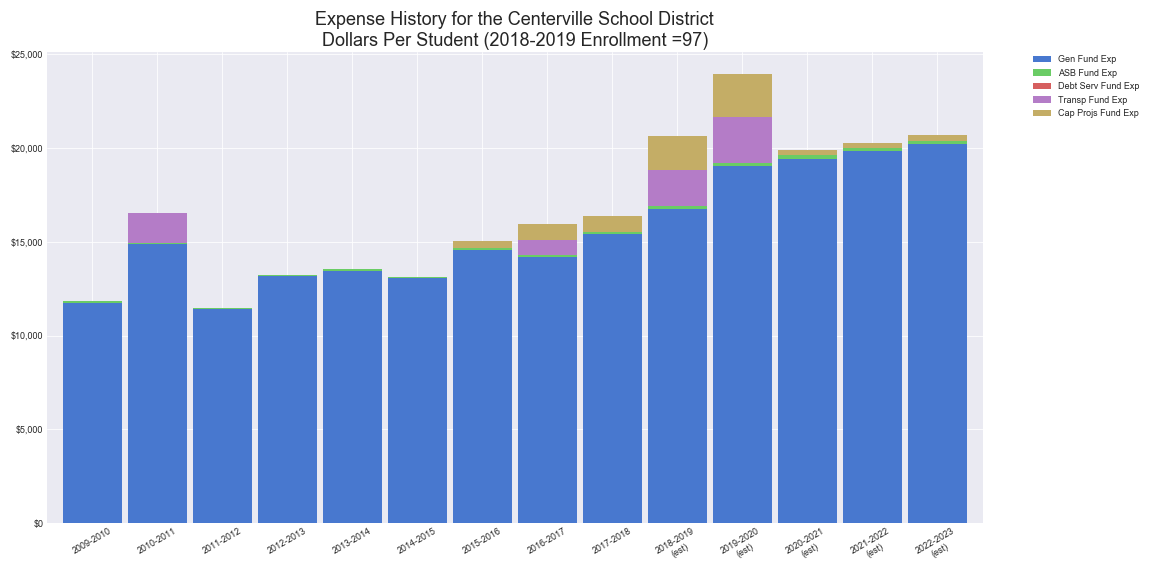 Expense History for the Centerville School District
Dollars Per Student (2018-2019 Enrollment =97)
$25,000
$20,000
$15,000
$10,000
$5,000
$0
2009-2010
2010-2011
2011-2012
2012-2013
2013-2014
2014-2015
2015-2016
2016-2017
2017-2018
2018-2019
(est)
2019-2020
(est)
2020-2021
(est)
2021-2022
(est)
2022-2023
(est)
Gen Fund Exp
ASB Fund Exp
Debt Serv Fund Exp
Transp Fund Exp
Cap Projs Fund Exp